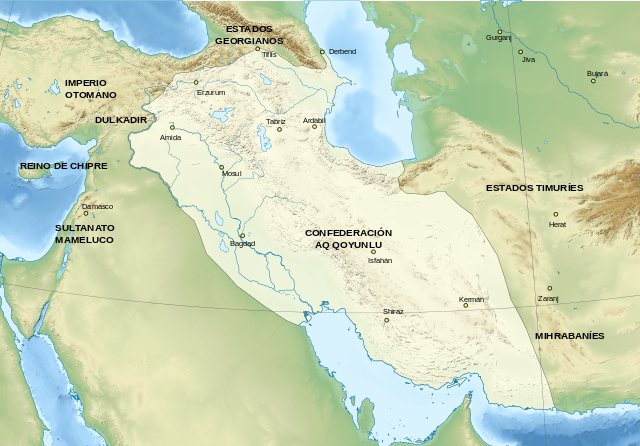 ESTADOS
GEORGIANOS
Tiflis
Derbend
Gurganj
Jiva
Bujará
IMPERIO
OTOMANO
Erzurum
DULKADIR
Amida
Tabriz
Ardabil
REINO DE CHIPRE
Mosul
ESTADOS TIMURÍES
Damasco
Herat
SULTANATO
MAMELUCO
Bagdad
CONFEDERACIÓN
AQ QOYUNLU
Isfahán
Zaranj
Kermán
Shiraz
MIHRABANÍES